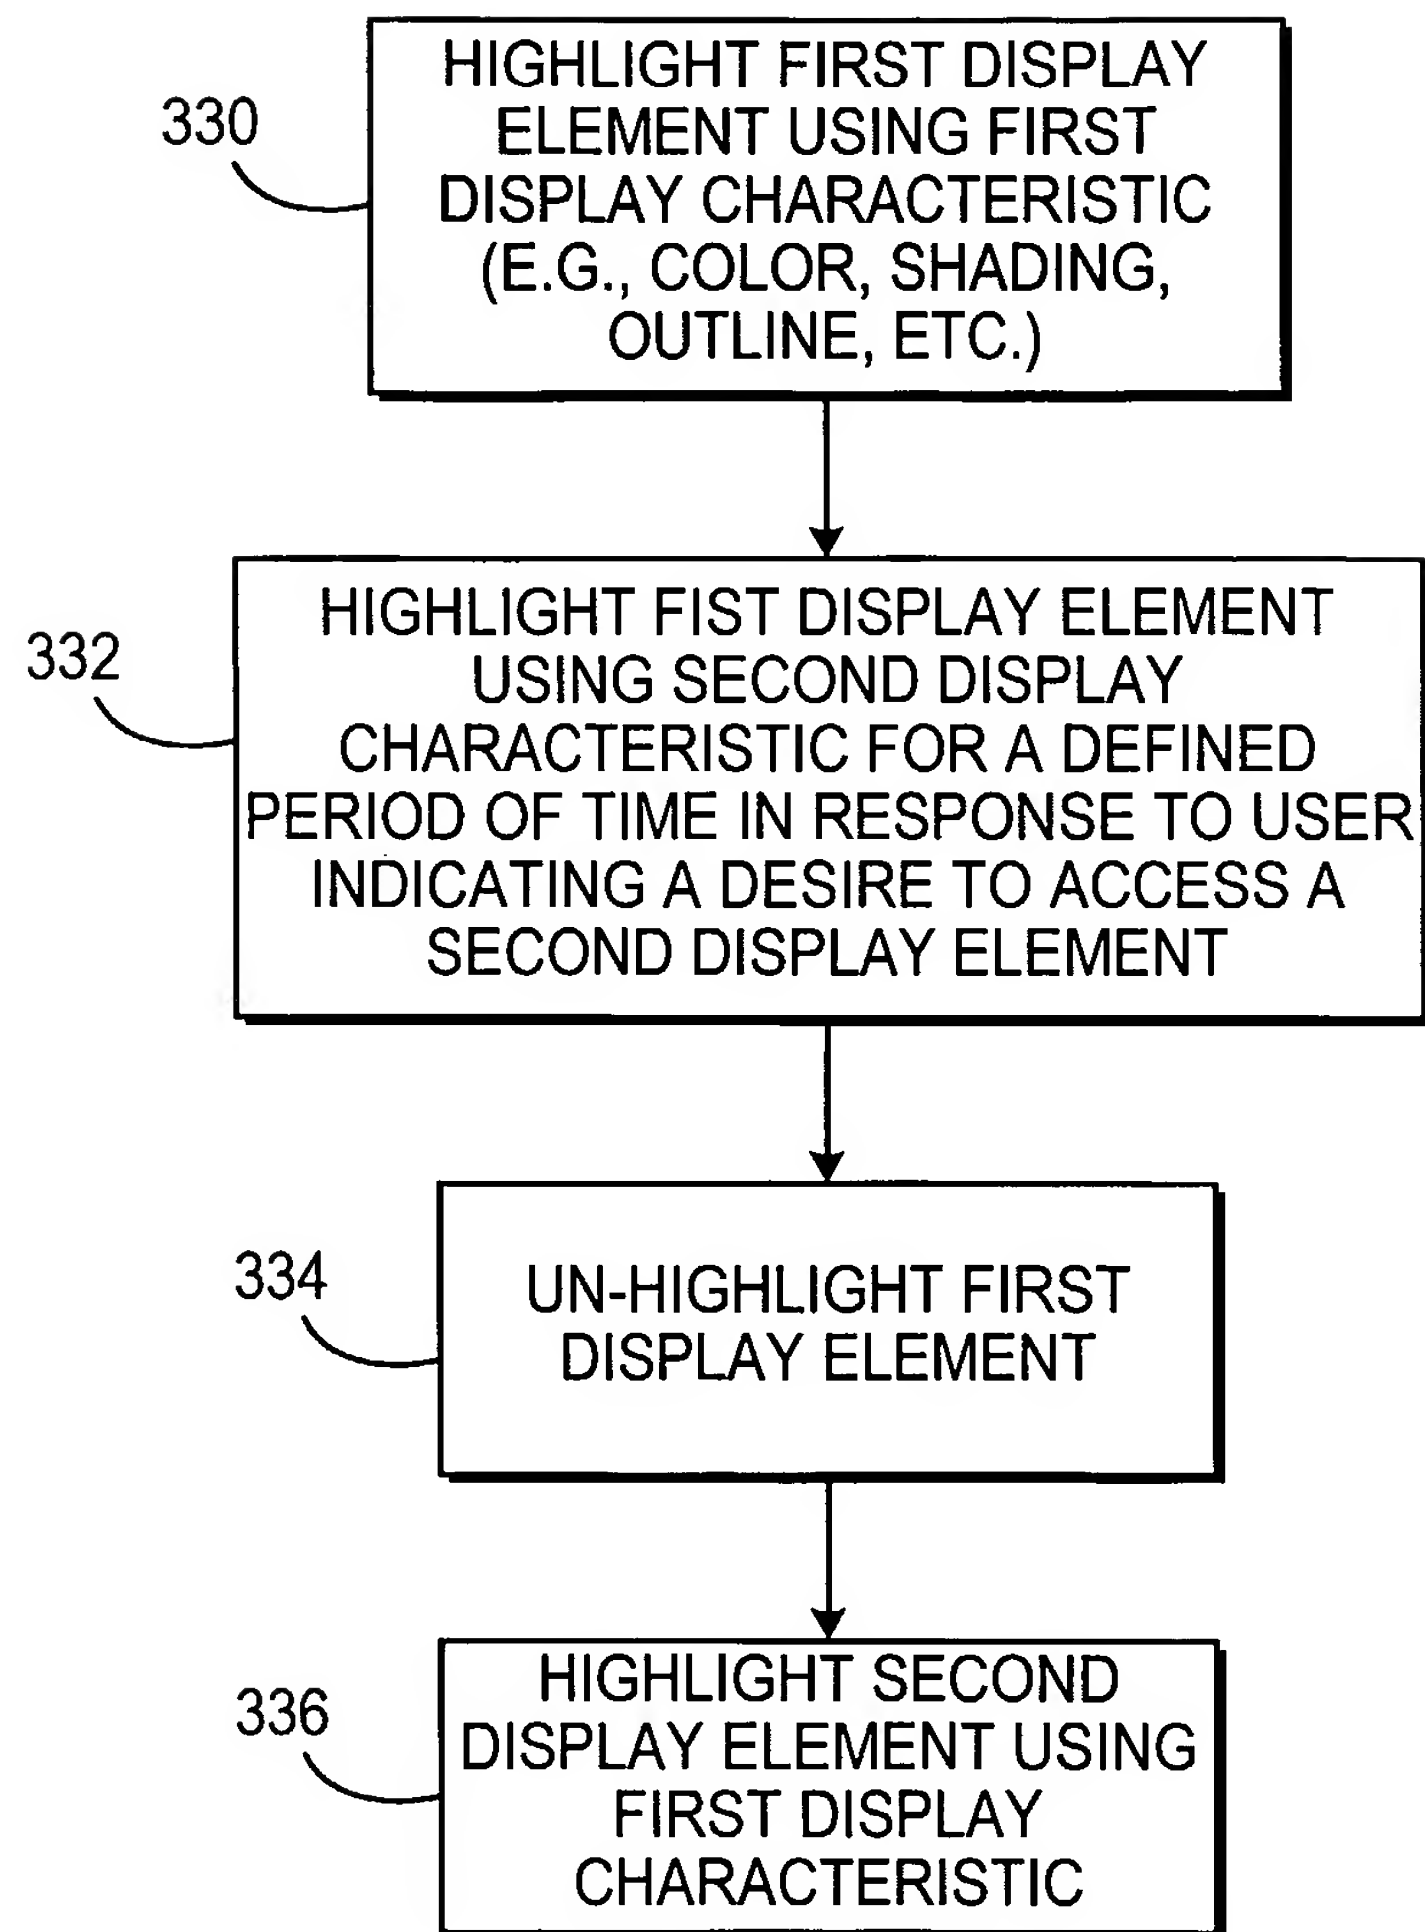 330
HIGHLIGHT FIRST DISPLAY
ELEMENT USING FIRST
DISPLAY CHARACTERISTIC
(E.G., COLOR, SHADING,
OUTLINE, ETC.)
332
HIGHLIGHT FIST DISPLAY ELEMENT
USING SECOND DISPLAY
CHARACTERISTIC FOR A DEFINED
PERIOD OF TIME IN RESPONSE TO USER
INDICATING A DESIRE TO ACCESS A
SECOND DISPLAY ELEMENT
334
UN-HIGHLIGHT FIRST
DISPLAY ELEMENT
336
HIGHLIGHT SECOND
DISPLAY ELEMENT USING
FIRST DISPLAY
CHARACTERISTIC